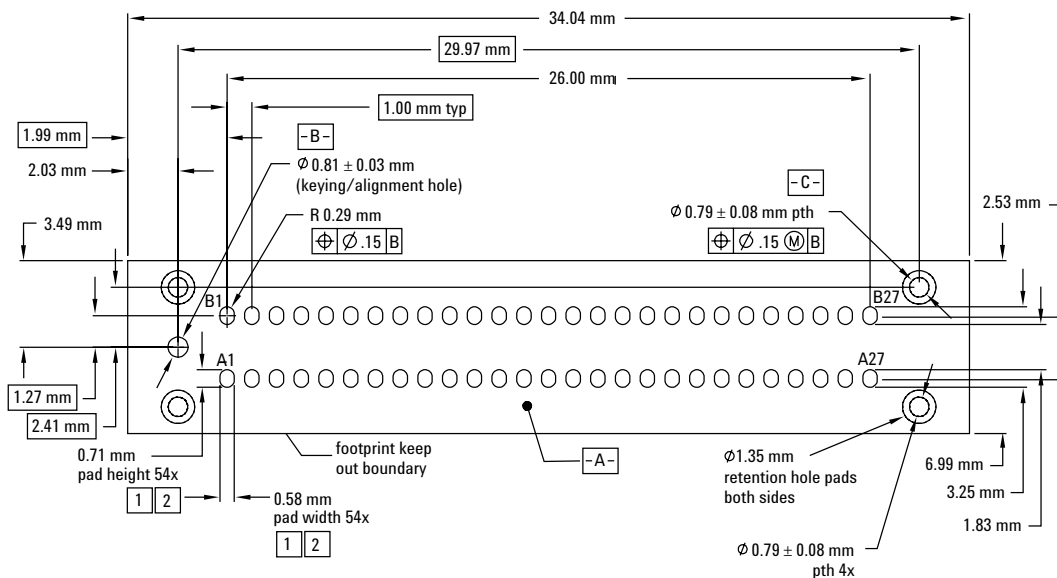 34.04 mm
29.97 mm
26.00 mm
1.00 mm typ
1.99 mm
-B-
2.03 mm
Ø 0.81 ± 0.03 mm
(keying/alignment hole)
-C-
2.53 mm
3.49 mm
R 0.29 mm
Ø 0.79 ± 0.08 mm pth
⌖ Ø .15 B
⌖ Ø .15 Ⓜ B
B1
B27
A1
A27
1.27 mm
2.41 mm
0.71 mm
pad height 54x
1 2
footprint keep
out boundary
-A-
Ø1.35 mm
retention hole pads
both sides
6.99 mm
3.25 mm
1.83 mm
0.58 mm
pad width 54x
1 2
Ø 0.79 ± 0.08 mm
pth 4x